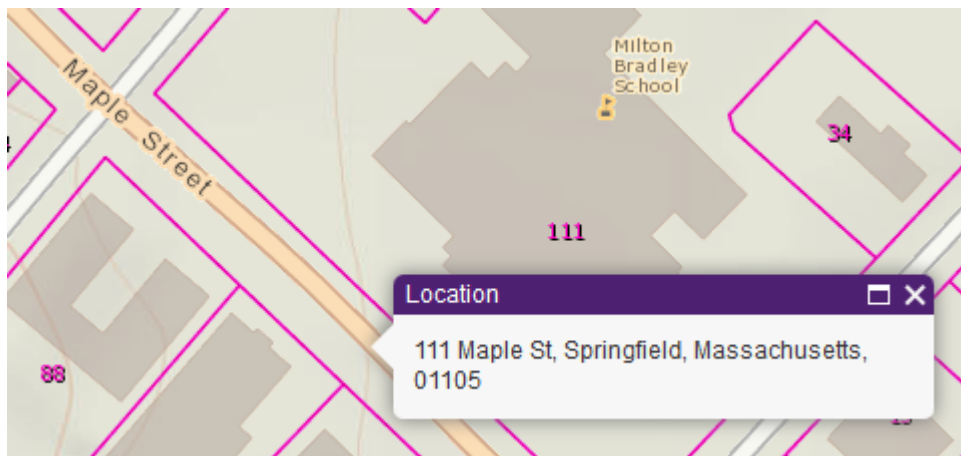 Milton
Bradley
School
Maple Street
34
111
Location
111 Maple St, Springfield, Massachusetts,
01105
88